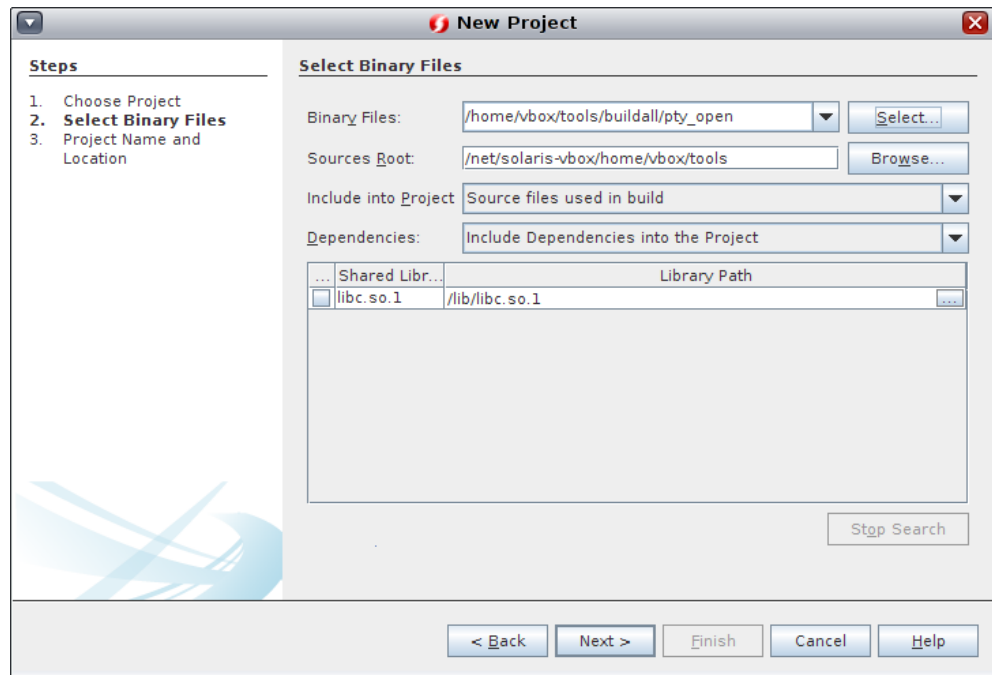 New Project
Steps
1. Choose Project
2. Select Binary Files
3. Project Name and
Location
Select Binary Files
Binary Files: /home/vbox/tools/buildall/pty_open Select...
Sources Root: /net/solaris-vbox/home/vbox/tools Browse...
Include into Project Source files used in build
Dependencies: Include Dependencies into the Project
... Shared Libr... Library Path
libc.so.1 /lib/libc.so.1 ...
Stop Search
< Back Next > Finish Cancel Help